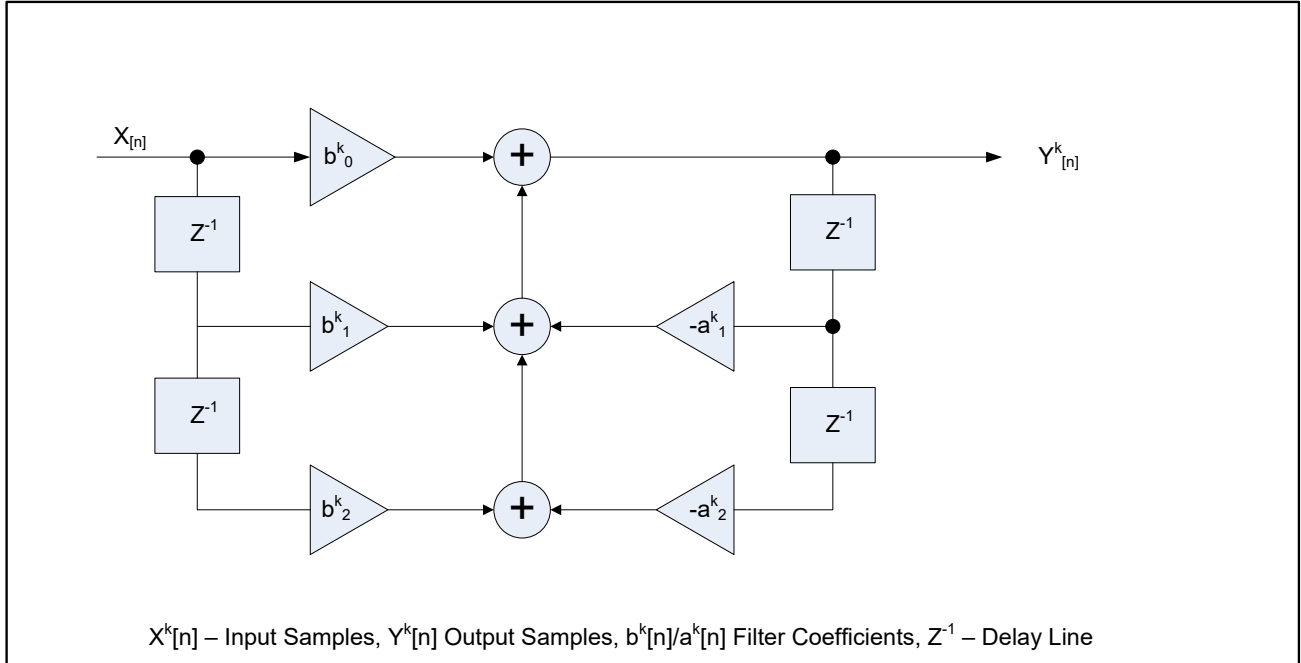 X[n]
bk0
+
Yk[n]
Z-1
Z-1
bk1
+
-ak1
Z-1
Z-1
bk2
+
-ak2
Xk[n] – Input Samples, Yk[n] Output Samples, bk[n]/ak[n] Filter Coefficients, Z-1 – Delay Line